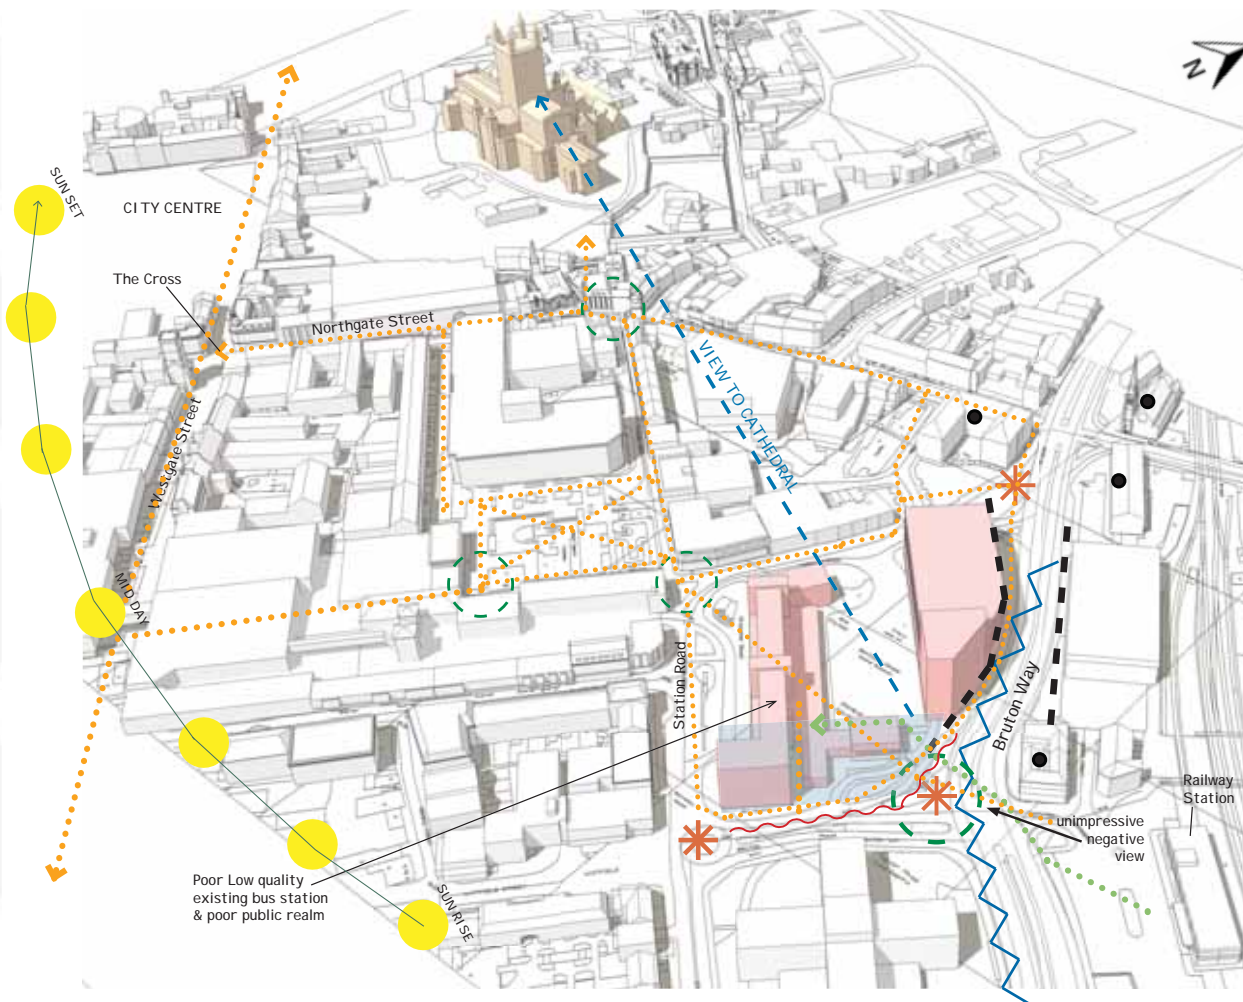 N
SUN SET
CITY CENTRE
The Cross
Northgate Street
Westgate Street
VIEW TO CATHEDRAL
MID DAY
Station Road
Bruton Way
Railway
Station
unimpressive
negative
view
Poor Low quality
existing bus station
& poor public realm
SUN RISE